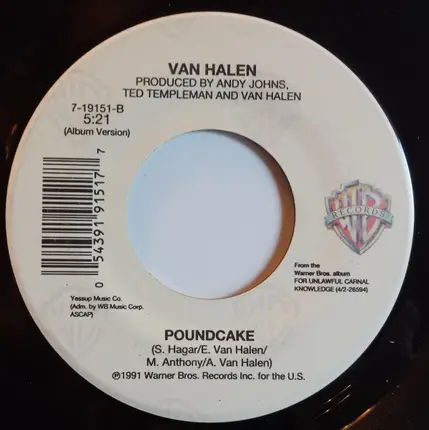 VAN HALEN
PRODUCED BY ANDY JOHNS,
TED TEMPLEMAN AND VAN HALEN
7-19151-B
5:21
(Album Version)
0 54391 91517 7
WB
RECORDS
From the
Warner Bros. album
FOR UNLAWFUL CARNAL
KNOWLEDGE (4/2-26594)
Yessup Music Co.
(Adm. by WB Music Corp.
ASCAP)
POUNDCAKE
(S. Hagar/E. Van Halen/
M. Anthony/A. Van Halen)
℗1991 Warner Bros. Records Inc. for the U.S.